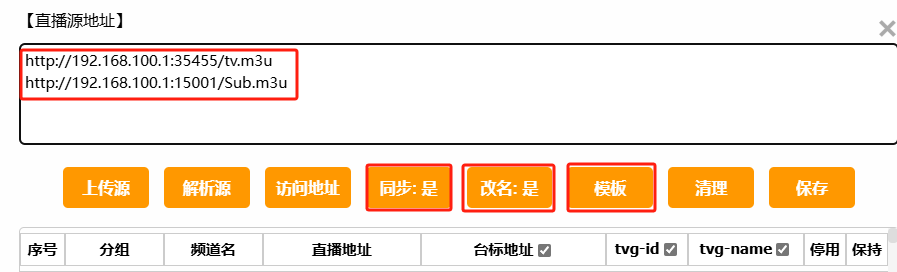 【直播源地址】
http://192.168.100.1:35455/tv.m3u
http://192.168.100.1:15001/Sub.m3u
上传源 解析源 访问地址 同步: 是 改名: 是 模板 清理 保存
序号 分组 频道名 直播地址 台标地址 tvg-id tvg-name 停用 保持